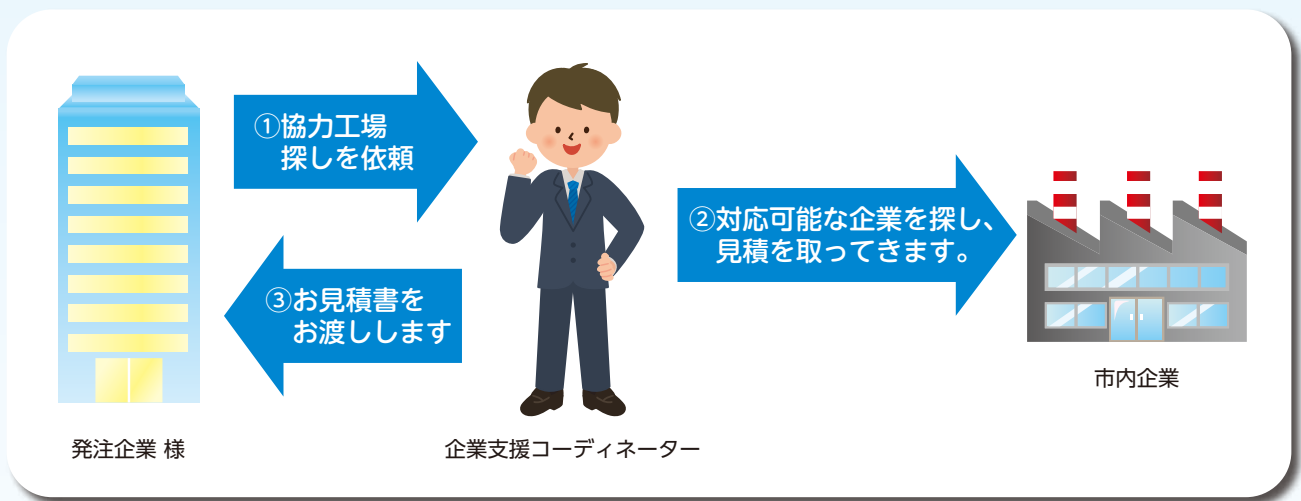 ①協力工場
探しを依頼
②対応可能な企業を探し、
見積を取ってきます。
③お見積書を
お渡しします
発注企業 様
企業支援コーディネーター
市内企業